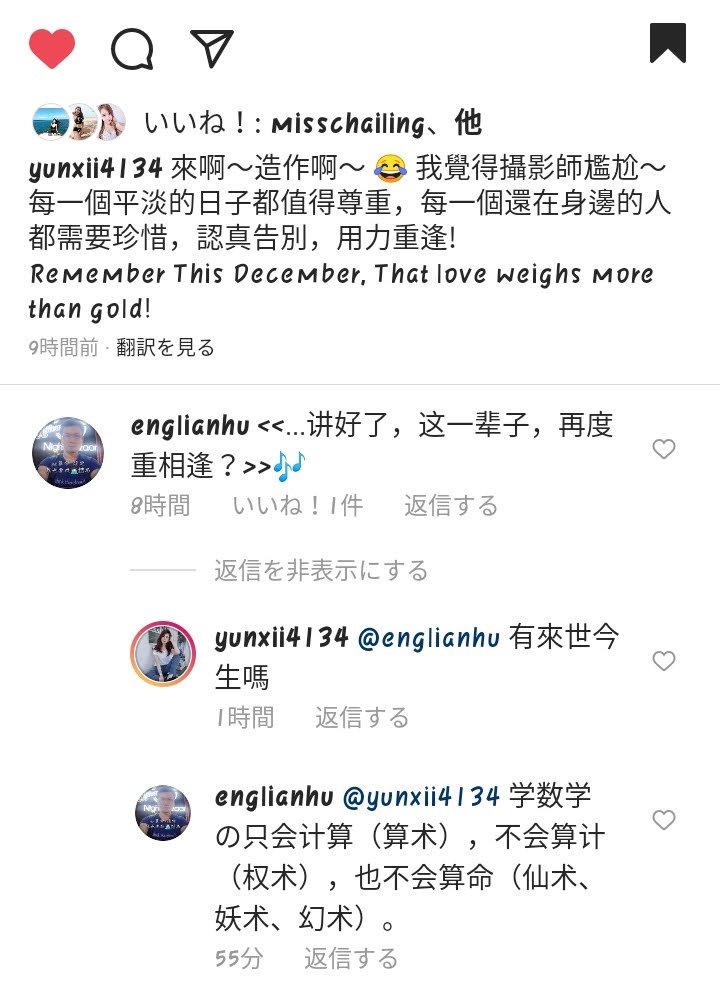 いいね！: misschailing、他
yunxii4134 來啊～造作啊～ 😂 我覺得攝影師尷尬～
每一個平淡的日子都值得尊重，每一個還在身邊的人
都需要珍惜，認真告別，用力重逢!
Remember This December, That love weighs more
than gold!
9時間前 · 翻訳を見る
englianhu <<...讲好了，这一辈子，再度
重相逢？>>🎶
8時間 いいね！1件 返信する
返信を非表示にする
yunxii4134 @englianhu 有來世今
生嗎
1時間 返信する
englianhu @yunxii4134 学数学
の只会计算（算术），不会算计
（权术），也不会算命（仙术、
妖术、幻术）。
55分 返信する